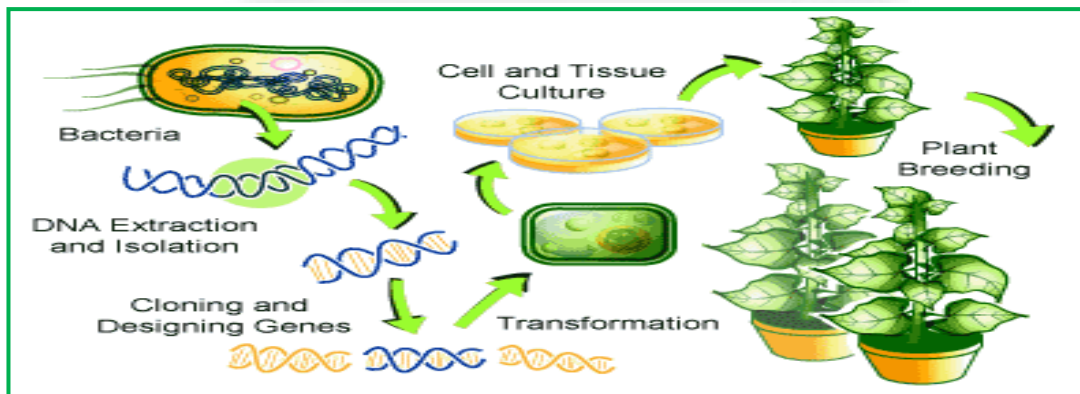 Bacteria
DNA Extraction
and Isolation
Cloning and
Designing Genes
Transformation
Cell and Tissue
Culture
Plant
Breeding